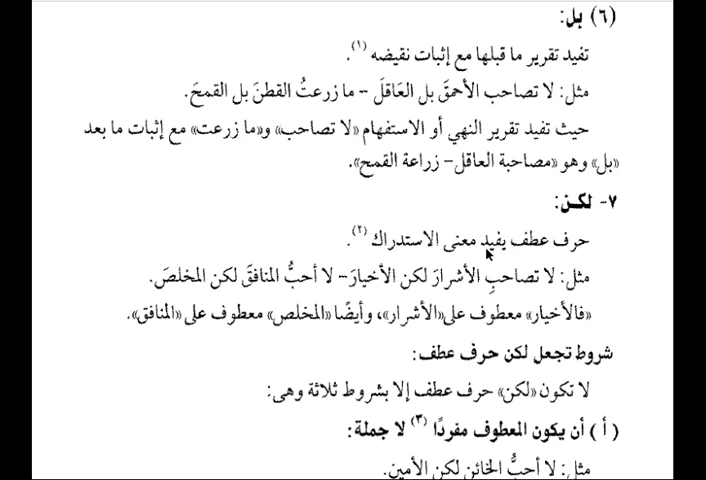 (٦) بل:
تفيد تقرير ما قبلها مع إثبات نقيضه (١).
مثل: لا تصاحب الأحمقَ بل العَاقلَ – ما زرعتُ القطنَ بل القمحَ.
حيث تفيد تقرير النهي أو الاستفهام «لا تصاحب» و«ما زرعت» مع إثبات ما بعد
«بل» وهو «مصاحبة العاقل– زراعة القمح».
٧- لكـن:
حرف عطف يفيد معنى الاستدراك (٢).
مثل: لا تصاحبِ الأشرارَ لكن الأخيارَ– لا أحبُّ المنافقَ لكن المخلصَ.
«فالأخيار» معطوف على«الأشرار»، وأيضًا «المخلص» معطوف على «المنافق».
شروط تجعل لكن حرف عطف:
لا تكون «لكن» حرف عطف إلا بشروط ثلاثة وهى:
( أ ) أن يكون المعطوف مفردًا (٣) لا جملة:
مثل: لا أحبُّ الخائن لكن الأمين.